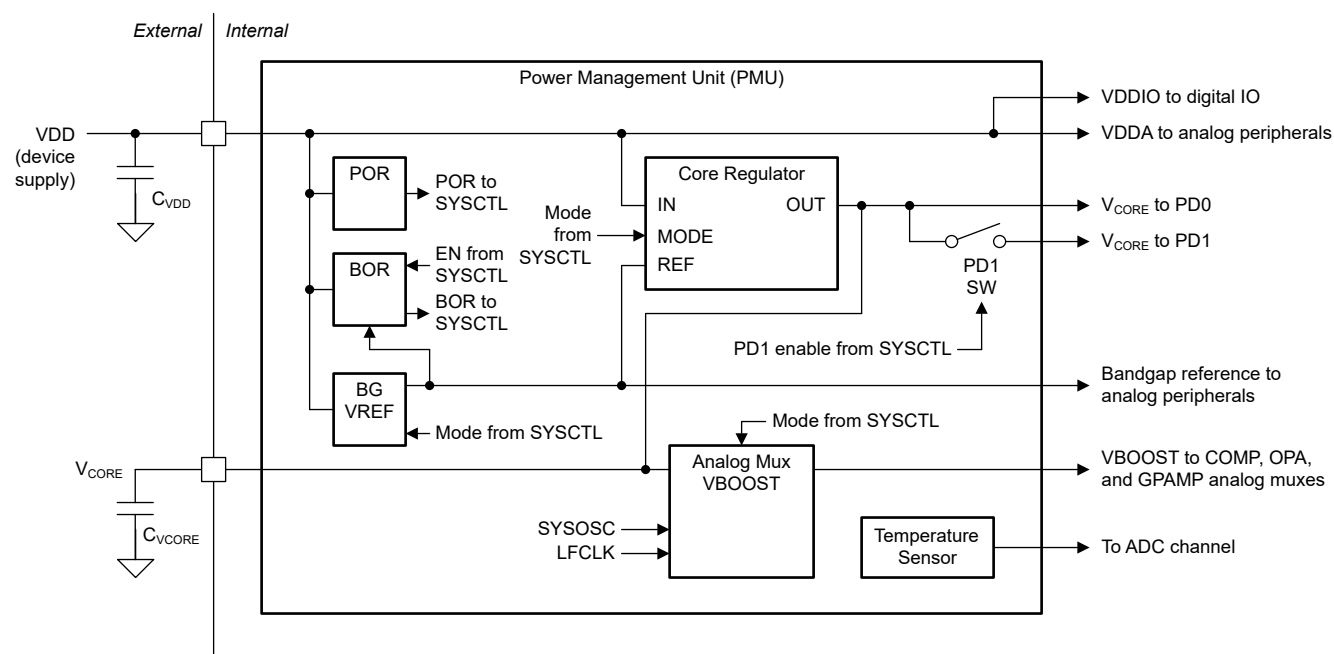 External
Internal
Power Management Unit (PMU)
VDD
(device
supply)
CVDD
POR
POR to
SYSCTL
BOR
EN from
SYSCTL
BOR to
SYSCTL
BG
VREF
Mode from SYSCTL
Core Regulator
IN
OUT
MODE
REF
Mode
from
SYSCTL
PD1
SW
PD1 enable from SYSCTL
VDDIO to digital IO
VDDA to analog peripherals
VCORE to PD0
VCORE to PD1
Bandgap reference to
analog peripherals
VCORE
CVCORE
Mode from SYSCTL
Analog Mux
VBOOST
SYSOSC
LFCLK
VBOOST to COMP, OPA,
and GPAMP analog muxes
Temperature
Sensor
To ADC channel